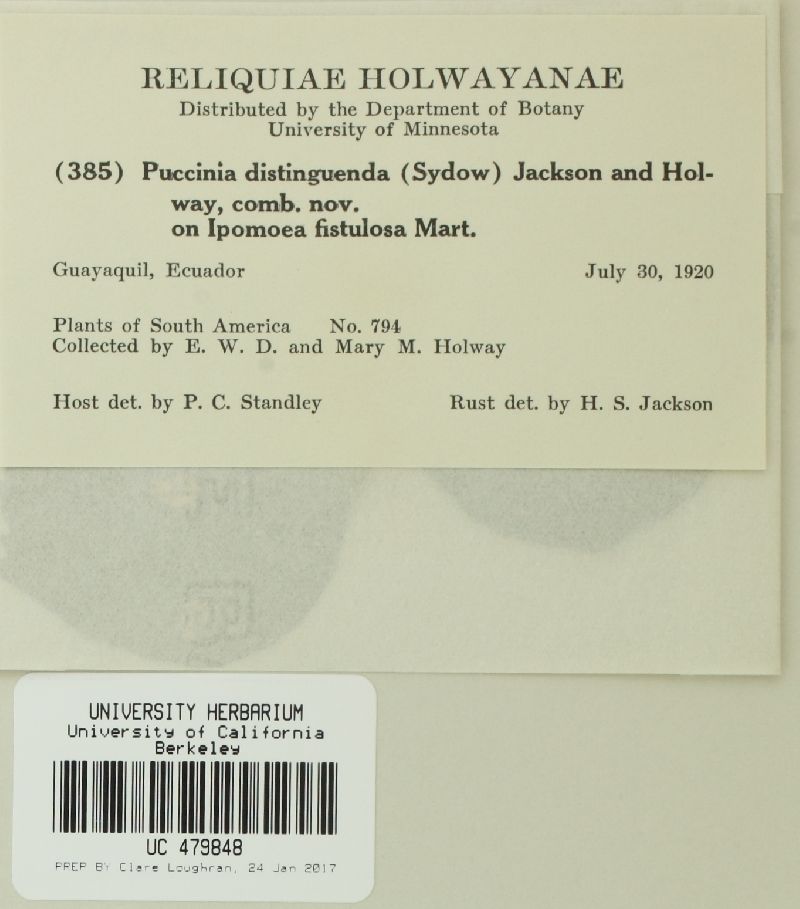 RELIQUIAE HOLWAYANAE
Distributed by the Department of Botany
University of Minnesota
(385) Puccinia distinguenda (Sydow) Jackson and Hol-
way, comb. nov.
on Ipomoea fistulosa Mart.
Guayaquil, Ecuador July 30, 1920
Plants of South America No. 794
Collected by E. W. D. and Mary M. Holway
Host det. by P. C. Standley Rust det. by H. S. Jackson
UNIVERSITY HERBARIUM
University of California
Berkeley
UC 479848
PREP BY Clare Loughran, 24 Jan 2017